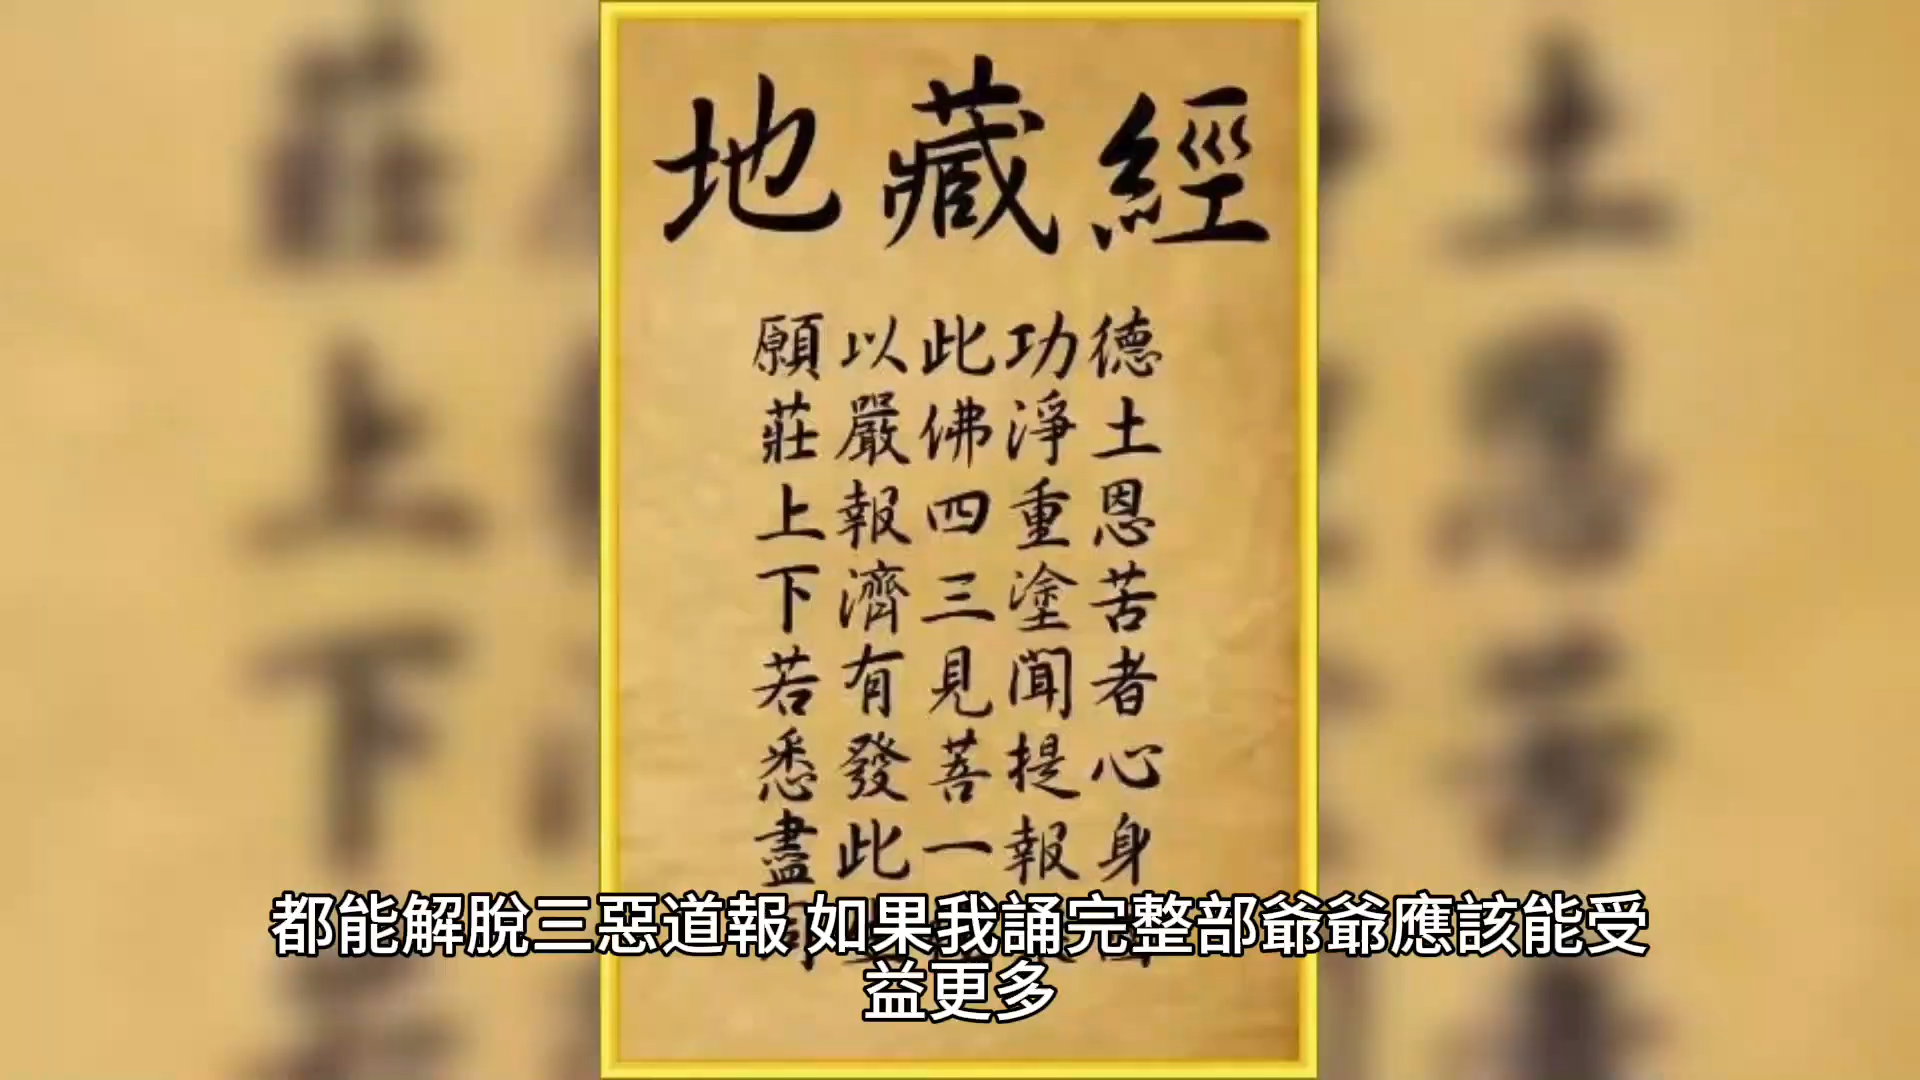 地藏經
願以此功德
莊嚴佛淨土
上報四重恩
下濟三塗苦
若有見聞者
悉發菩提心
盡此一報身
都能解脫三惡道報 如果我誦完整部爺爺應該能受
益更多